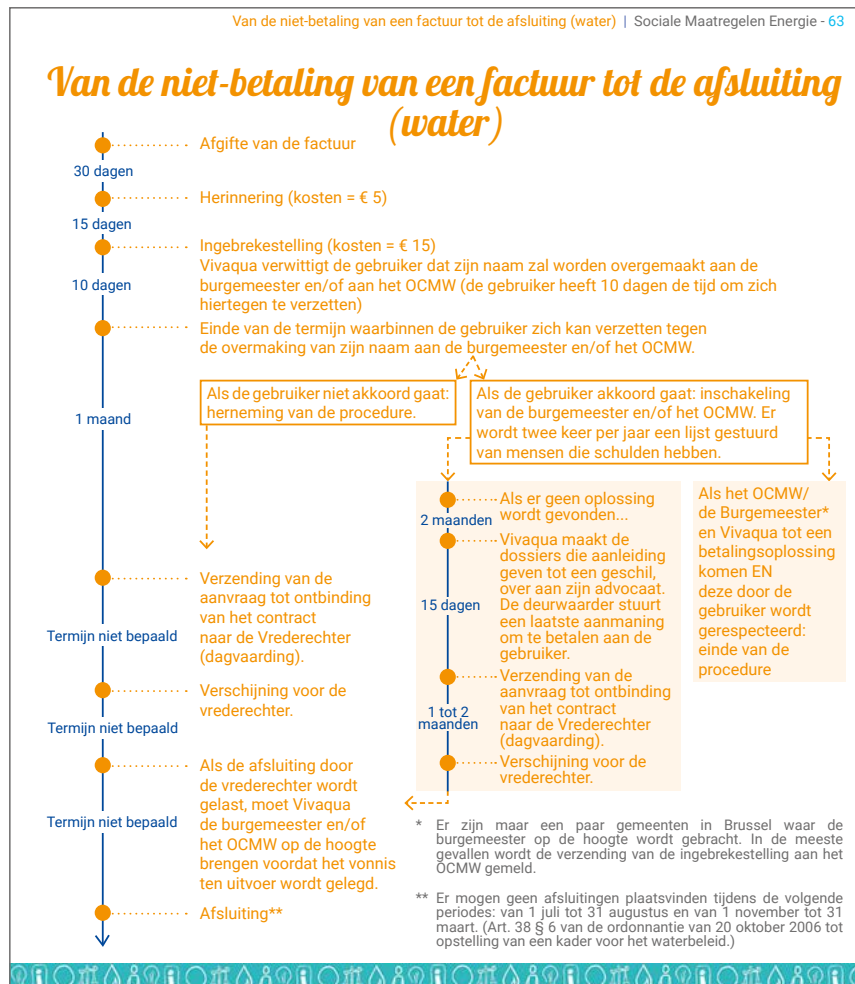 Van de niet-betaling van een factuur tot de afsluiting (water) | Sociale Maatregelen Energie - 63
Van de niet-betaling van een factuur tot de afsluiting
(water)
Afgifte van de factuur
30 dagen
Herinnering (kosten = € 5)
15 dagen
Ingebrekestelling (kosten = € 15)
Vivaqua verwittigt de gebruiker dat zijn naam zal worden overgemaakt aan de
burgemeester en/of aan het OCMW (de gebruiker heeft 10 dagen de tijd om zich
hiertegen te verzetten)
10 dagen
Einde van de termijn waarbinnen de gebruiker zich kan verzetten tegen
de overmaking van zijn naam aan de burgemeester en/of het OCMW.
1 maand
Als de gebruiker niet akkoord gaat:
herneming van de procedure.
Als de gebruiker akkoord gaat: inschakeling
van de burgemeester en/of het OCMW. Er
wordt twee keer per jaar een lijst gestuurd
van mensen die schulden hebben.
Verzending van de
aanvraag tot ontbinding
van het contract
naar de Vrederechter
(dagvaarding).
Termijn niet bepaald
Verschijning voor de
vrederechter.
Termijn niet bepaald
Als de afsluiting door
de vrederechter wordt
gelast, moet Vivaqua
de burgemeester en/of
het OCMW op de hoogte
brengen voordat het vonnis
ten uitvoer wordt gelegd.
Termijn niet bepaald
Afsluiting**
Als er geen oplossing
wordt gevonden...
2 maanden
Vivaqua maakt de
dossiers die aanleiding
geven tot een geschil,
over aan zijn advocaat.
De deurwaarder stuurt
een laatste aanmaning
om te betalen aan de
gebruiker.
15 dagen
Verzending van de
aanvraag tot ontbinding
van het contract
naar de Vrederechter
(dagvaarding).
1 tot 2
maanden
Verschijning voor de
vrederechter.
Als het OCMW/
de Burgemeester*
en Vivaqua tot een
betalingsoplossing
komen EN
deze door de
gebruiker wordt
gerespecteerd:
einde van de
procedure
* Er zijn maar een paar gemeenten in Brussel waar de
burgemeester op de hoogte wordt gebracht. In de meeste
gevallen wordt de verzending van de ingebrekestelling aan het
OCMW gemeld.
** Er mogen geen afsluitingen plaatsvinden tijdens de volgende
periodes: van 1 juli tot 31 augustus en van 1 november tot 31
maart. (Art. 38 § 6 van de ordonnantie van 20 oktober 2006 tot
opstelling van een kader voor het waterbeleid.)